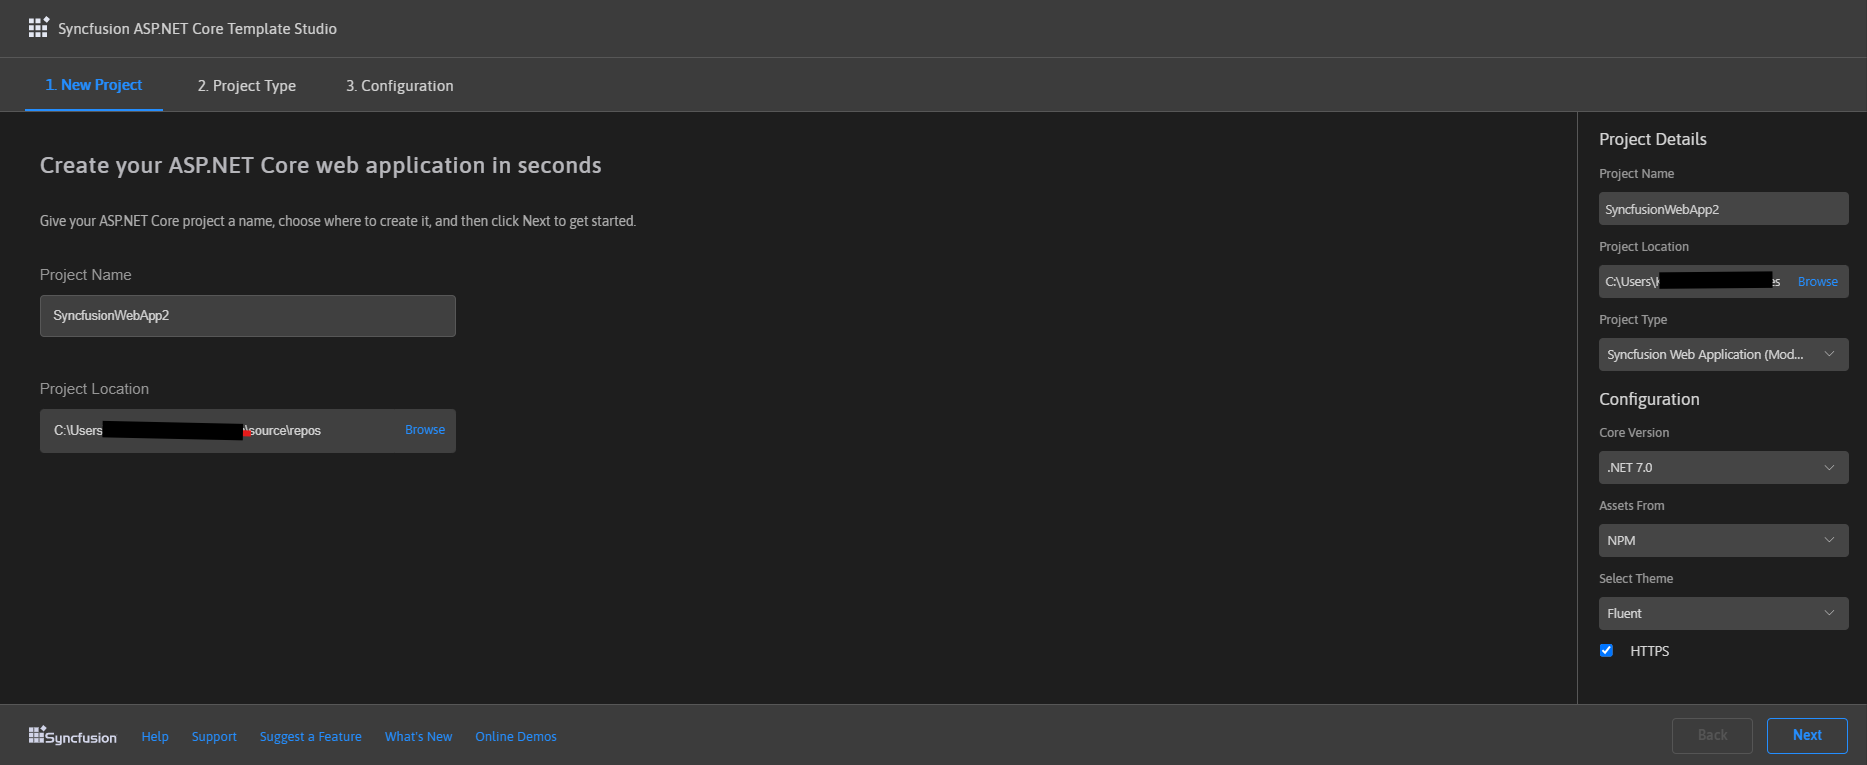 Syncfusion ASP.NET Core Template Studio
1. New Project
2. Project Type
3. Configuration
Create your ASP.NET Core web application in seconds
Give your ASP.NET Core project a name, choose where to create it, and then click Next to get started.
Project Name
SyncfusionWebApp2
Project Location
C:\Users \source\repos Browse
Project Details
Project Name
SyncfusionWebApp2
Project Location
C:\Users\ es Browse
Project Type
Syncfusion Web Application (Mod...
Configuration
Core Version
.NET 7.0
Assets From
NPM
Select Theme
Fluent
HTTPS
Syncfusion Help Support Suggest a Feature What's New Online Demos
Back Next